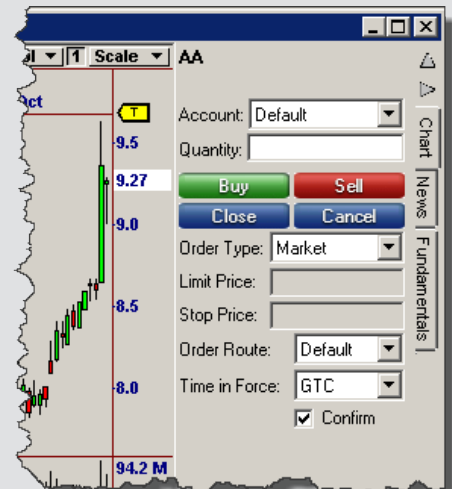 1 Scale AA
ct
T
9.5
9.27
9.0
8.5
8.0
94.2 M
Account: Default
Quantity:
Buy Sell
Close Cancel
Order Type: Market
Limit Price:
Stop Price:
Order Route: Default
Time in Force: GTC
Confirm
Chart
News
Fundamentals